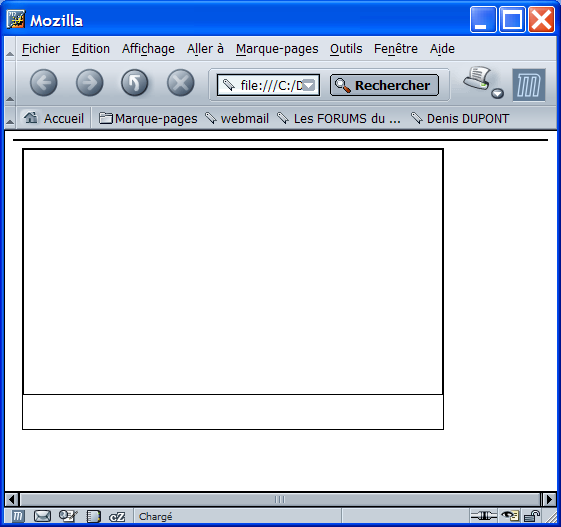 Mozilla
Fichier Edition Affichage Aller à Marque-pages Outils Fenêtre Aide
file:///C:/D Rechercher
Accueil Marque-pages webmail Les FORUMS du ... Denis DUPONT
Chargé